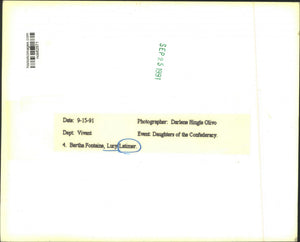 SEP 25 1991
Date: 9-15-91
Photographer: Darlene Hingle Olivo
Dept: Vivant
Event: Daughters of the Confederacy.
4. Bertha Fontaine, Lucy Latimer.